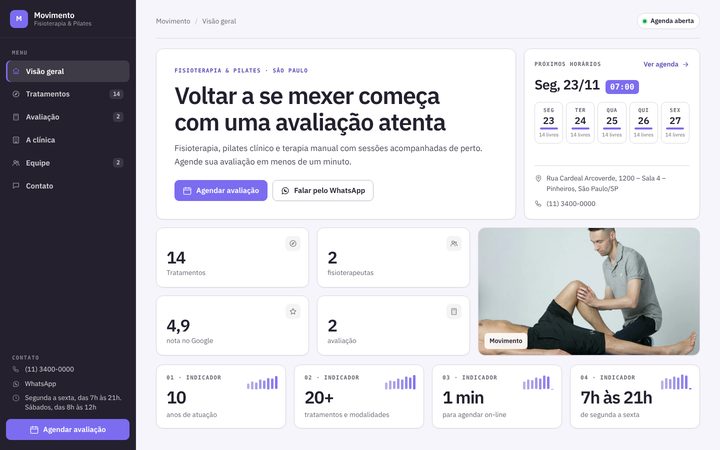 M
Movimento
Fisioterapia & Pilates
MENU
Visão geral
Tratamentos 14
Avaliação 2
A clínica
Equipe 2
Contato
CONTATO
(11) 3400-0000
WhatsApp
Segunda a sexta, das 7h às 21h.
Sábados, das 8h às 12h
Agendar avaliação
Movimento / Visão geral
Agenda aberta
FISIOTERAPIA & PILATES · SÃO PAULO
Voltar a se mexer começa
com uma avaliação atenta
Fisioterapia, pilates clínico e terapia manual com sessões acompanhadas de perto.
Agende sua avaliação em menos de um minuto.
Agendar avaliação
Falar pelo WhatsApp
PRÓXIMOS HORÁRIOS
Ver agenda →
Seg, 23/11 07:00
SEG TER QUA QUI SEX
23 24 25 26 27
14 livres 14 livres 14 livres 14 livres 14 livres
Rua Cardeal Arcoverde, 1200 – Sala 4 –
Pinheiros, São Paulo/SP
(11) 3400-0000
14
Tratamentos
2
fisioterapeutas
4,9
nota no Google
2
avaliação
Movimento
01 · INDICADOR
10
anos de atuação
02 · INDICADOR
20+
tratamentos e modalidades
03 · INDICADOR
1 min
para agendar on-line
04 · INDICADOR
7h às 21h
de segunda a sexta